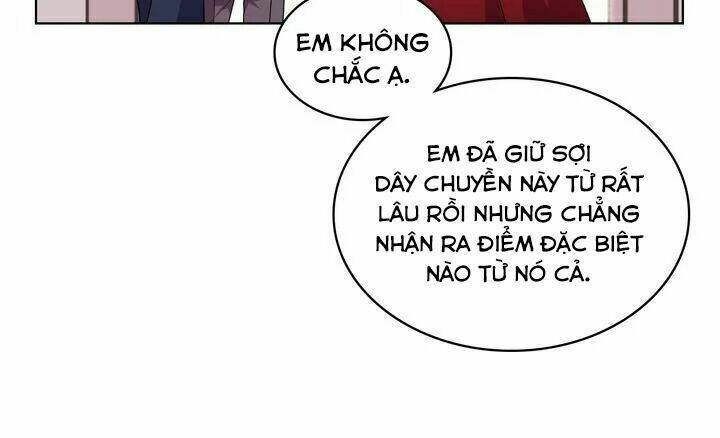 EM KHÔNG
CHẮC Ạ.
EM ĐÃ GIỮ SỢI
DÂY CHUYỀN NÀY TỪ RẤT
LÂU RỒI NHƯNG CHẲNG
NHẬN RA ĐIỂM ĐẶC BIỆT
NÀO TỪ NÓ CẢ.